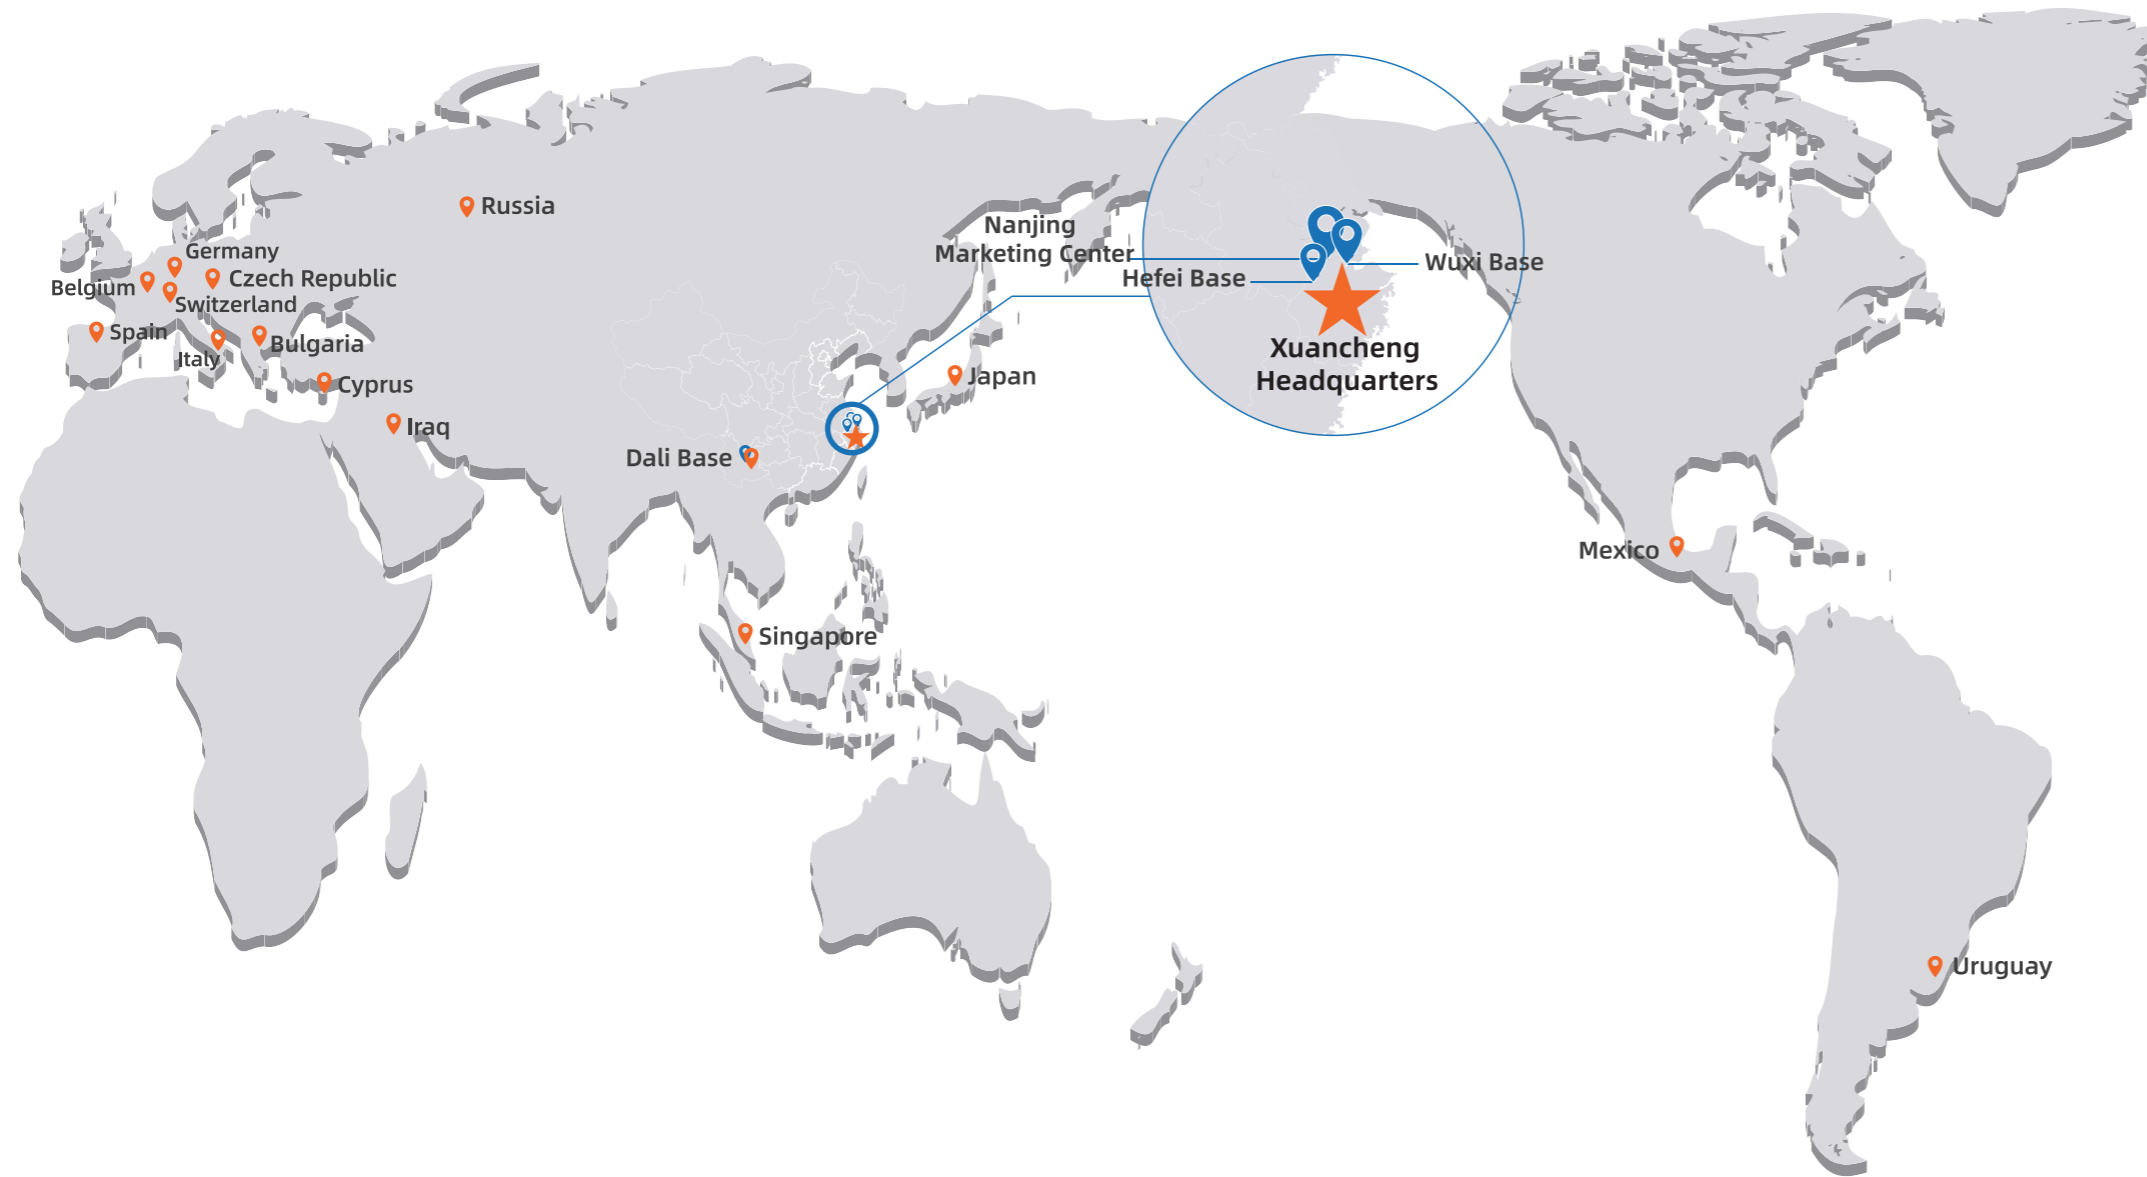 Russia
Nanjing
Marketing Center
Germany
Czech Republic
Belgium
Switzerland
Hefei Base
Wuxi Base
Spain
Italy
Bulgaria
Xuancheng
Headquarters
Cyprus
Japan
Iraq
Dali Base
Mexico
Singapore
Uruguay